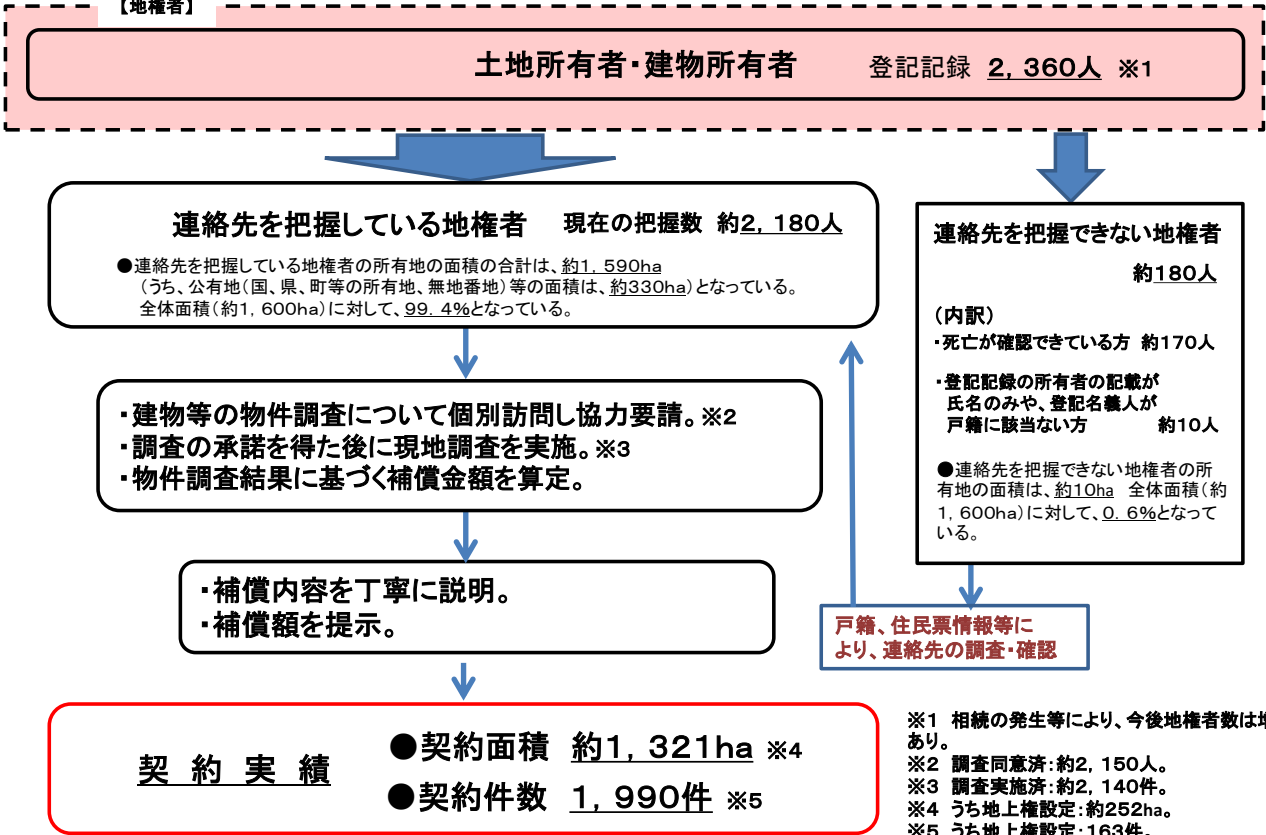 【地権者】
土地所有者・建物所有者　登記記録 2, 360人 ※1
連絡先を把握している地権者　現在の把握数 約2, 180人
●連絡先を把握している地権者の所有地の面積の合計は、約1, 590ha
（うち、公有地（国、県、町等の所有地、無地番地）等の面積は、約330ha）となっている。
全体面積（約1, 600ha）に対して、99. 4%となっている。
・建物等の物件調査について個別訪問し協力要請。※2
・調査の承諾を得た後に現地調査を実施。※3
・物件調査結果に基づく補償金額を算定。
・補償内容を丁寧に説明。
・補償額を提示。
契 約 実 績
●契約面積 約1, 321ha ※4
●契約件数 1, 990件 ※5
連絡先を把握できない地権者
約180人
（内訳）
・死亡が確認できている方 約170人
・登記記録の所有者の記載が
氏名のみや、登記名義人が
戸籍に該当ない方 約10人
●連絡先を把握できない地権者の所
有地の面積は、約10ha 全体面積（約
1, 600ha）に対して、0. 6%となって
いる。
戸籍、住民票情報等に
より、連絡先の調査・確認
※1 相続の発生等により、今後地権者数は
あり。
※2 調査同意済：約2, 150人。
※3 調査実施済：約2, 140件。
※4 うち地上権設定：約252ha。
※5 うち地上権設定：163件。